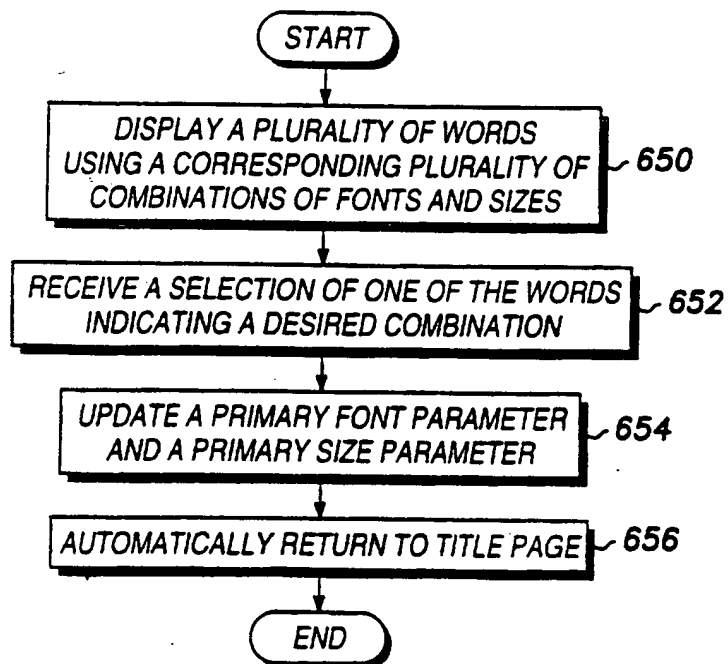 START
DISPLAY A PLURALITY OF WORDS
USING A CORRESPONDING PLURALITY OF
COMBINATIONS OF FONTS AND SIZES
650
RECEIVE A SELECTION OF ONE OF THE WORDS
INDICATING A DESIRED COMBINATION
652
UPDATE A PRIMARY FONT PARAMETER
AND A PRIMARY SIZE PARAMETER
654
AUTOMATICALLY RETURN TO TITLE PAGE
656
END